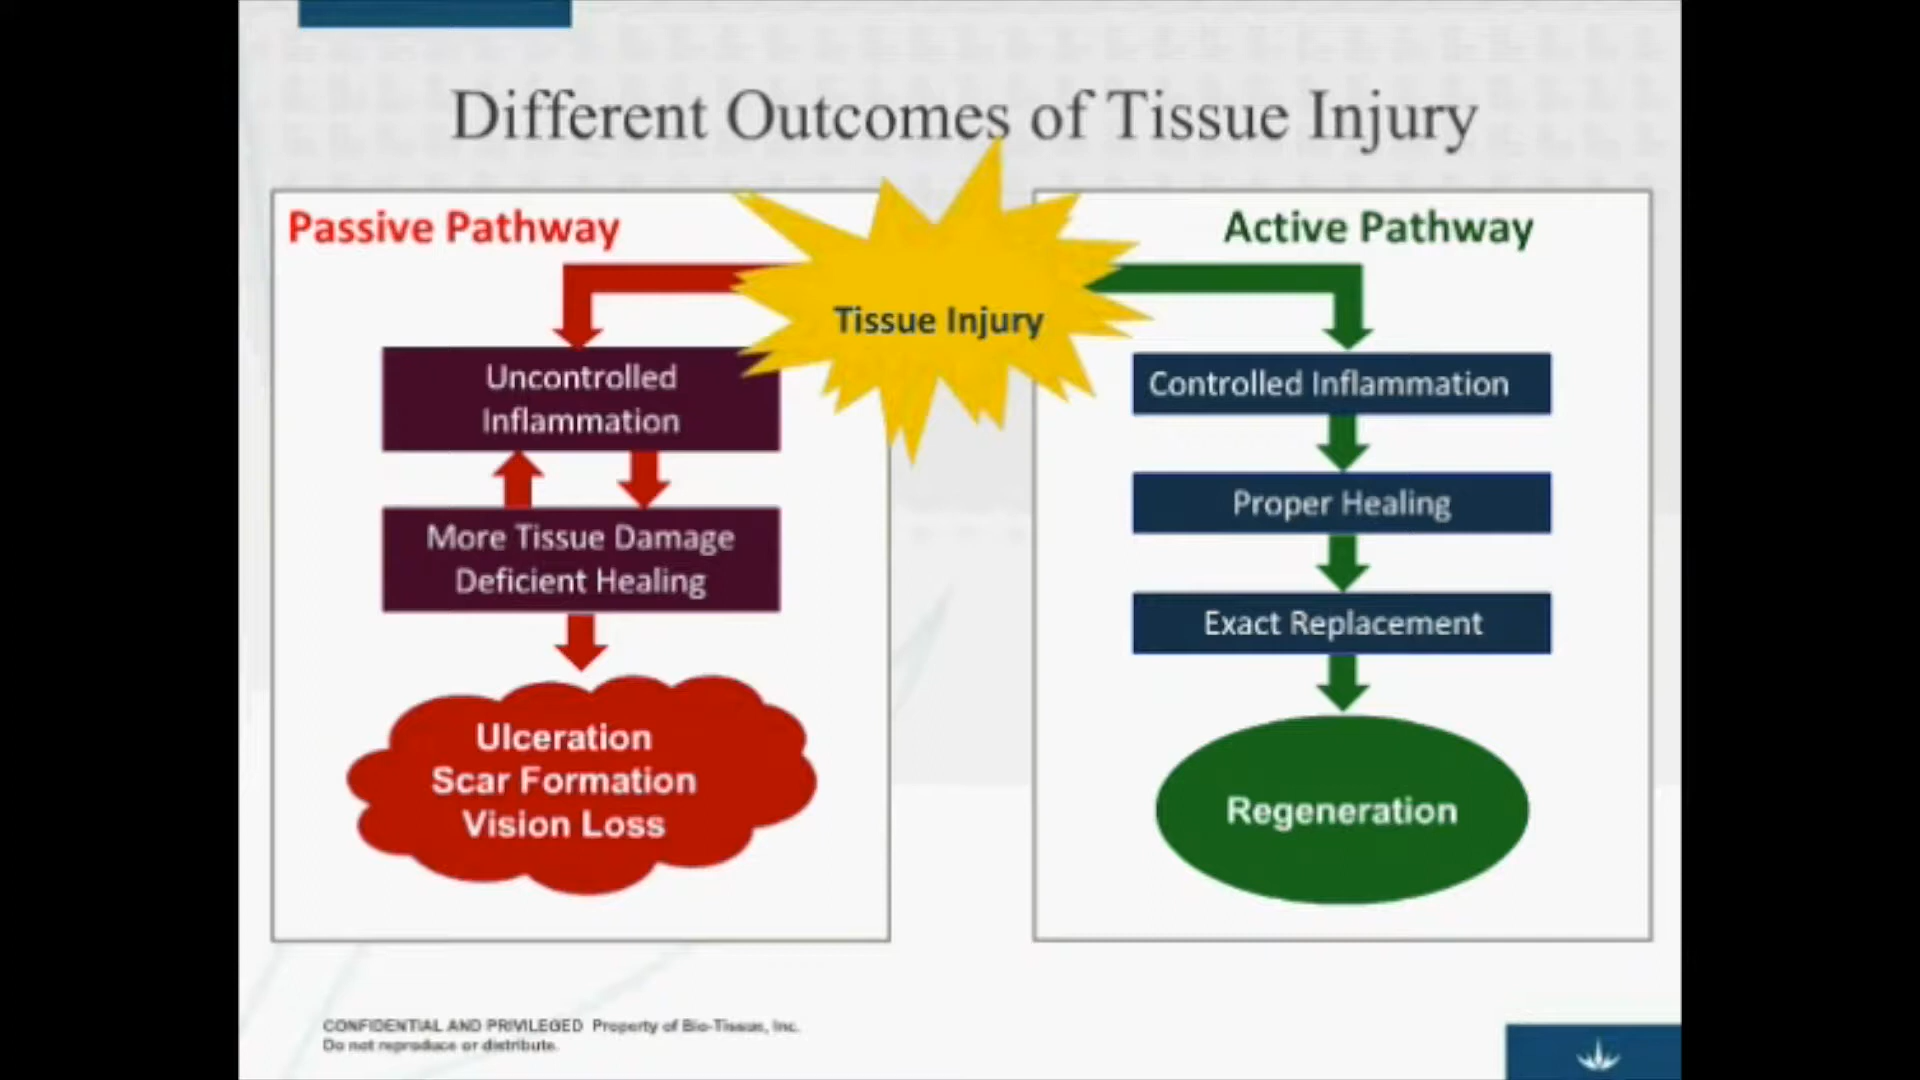 Different Outcomes of Tissue Injury
Passive Pathway
Active Pathway
Tissue Injury
Uncontrolled
Inflammation
More Tissue Damage
Deficient Healing
Ulceration
Scar Formation
Vision Loss
Controlled Inflammation
Proper Healing
Exact Replacement
Regeneration
CONFIDENTIAL AND PRIVILEGED Property of Bio-Tissue, Inc.
Do not reproduce or distribute.